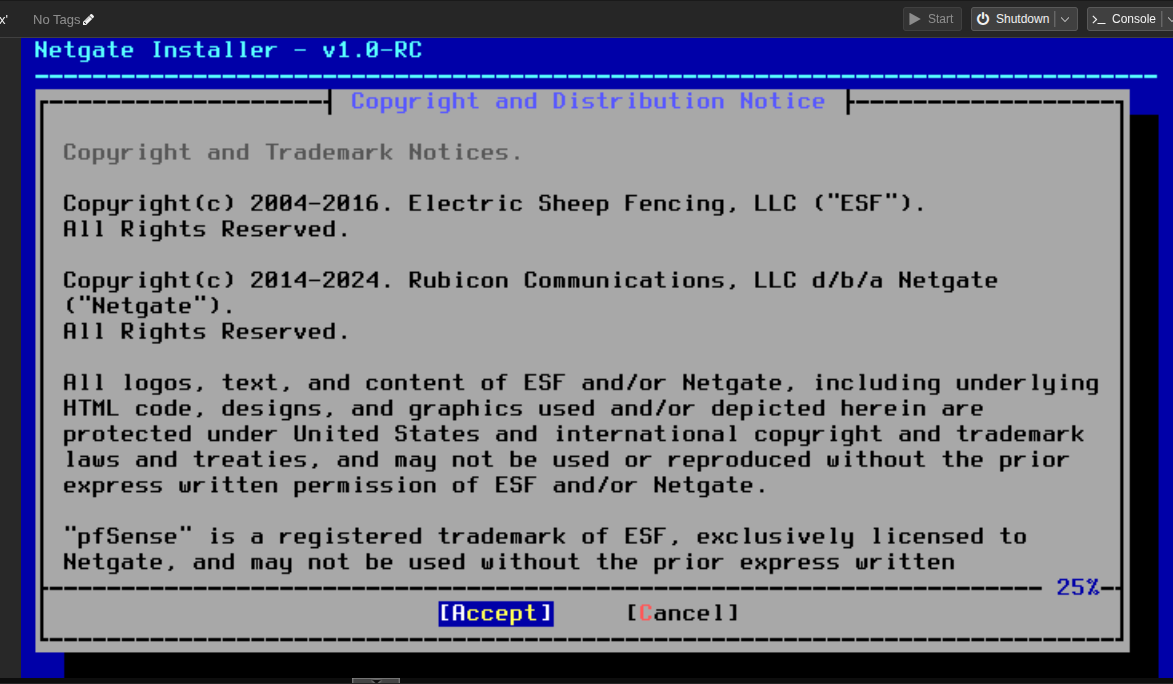 x'
No Tags
Start
Shutdown
Console
Netgate Installer - v1.0-RC
Copyright and Distribution Notice
Copyright and Trademark Notices.
Copyright(c) 2004-2016. Electric Sheep Fencing, LLC ("ESF").
All Rights Reserved.
Copyright(c) 2014-2024. Rubicon Communications, LLC d/b/a Netgate
("Netgate").
All Rights Reserved.
All logos, text, and content of ESF and/or Netgate, including underlying
HTML code, designs, and graphics used and/or depicted herein are
protected under United States and international copyright and trademark
laws and treaties, and may not be used or reproduced without the prior
express written permission of ESF and/or Netgate.
"pfSense" is a registered trademark of ESF, exclusively licensed to
Netgate, and may not be used without the prior express written
25%
[Accept] [Cancel]